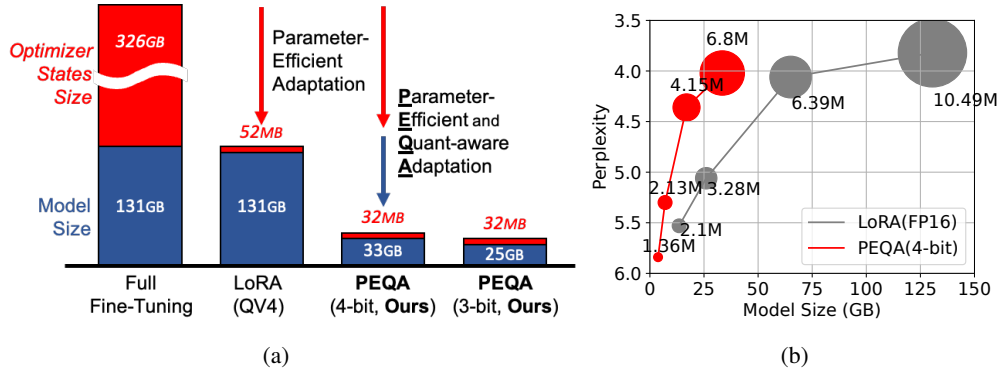 Optimizer
States
Size
326GB
Parameter-
Efficient
Adaptation
Parameter-
Efficient and
Quant-aware
Adaptation
52MB
Model
Size
131GB
131GB
32MB
33GB
32MB
25GB
Full
Fine-Tuning
LoRA
(QV4)
PEQA
(4-bit, Ours)
PEQA
(3-bit, Ours)
(a)
Perplexity
3.5
4.0
4.5
5.0
5.5
6.0
6.8M
4.15M
2.13M
1.36M
10.49M
6.39M
3.28M
2.1M
LoRA(FP16)
PEQA(4-bit)
0 25 50 75 100 125 150
Model Size (GB)
(b)